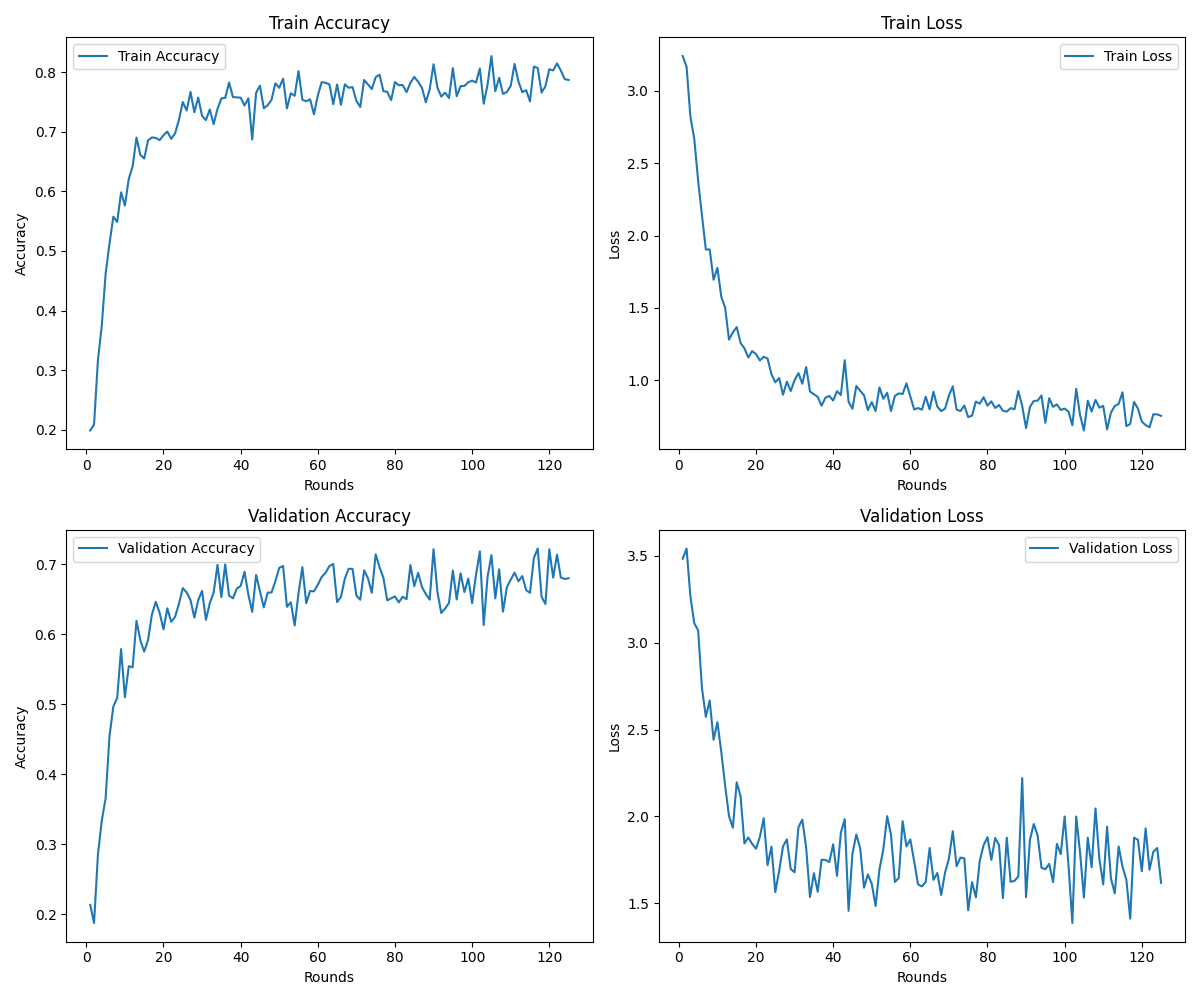 Train Accuracy
Train Accuracy
0.8
0.7
0.6
0.5
0.4
0.3
0.2
Accuracy
0 20 40 60 80 100 120
Rounds
Train Loss
Train Loss
3.0
2.5
2.0
1.5
1.0
Loss
0 20 40 60 80 100 120
Rounds
Validation Accuracy
Validation Accuracy
0.7
0.6
0.5
0.4
0.3
0.2
Accuracy
0 20 40 60 80 100 120
Rounds
Validation Loss
Validation Loss
3.5
3.0
2.5
2.0
1.5
Loss
0 20 40 60 80 100 120
Rounds